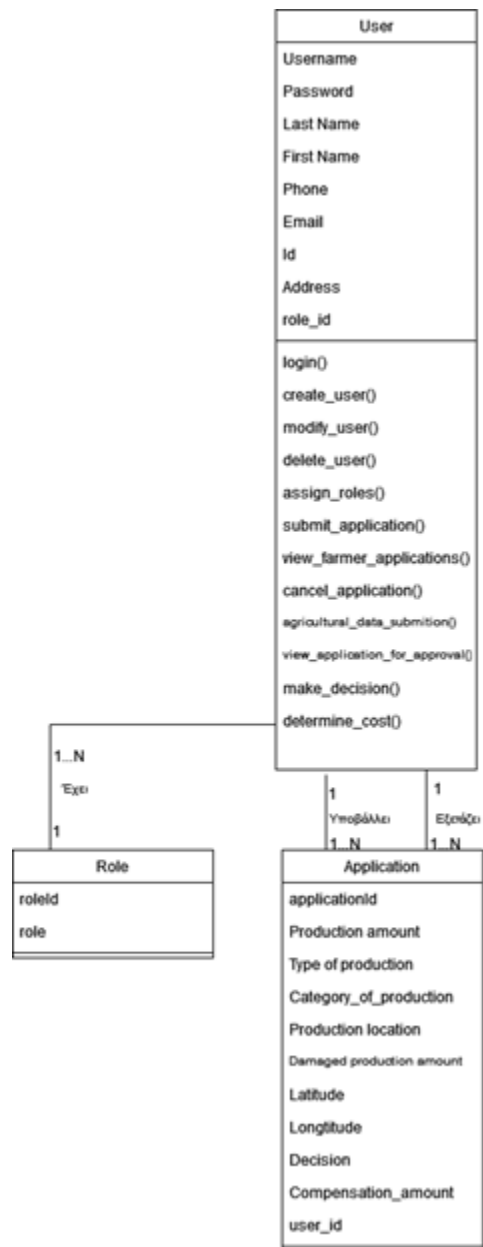 User
Username
Password
Last Name
First Name
Phone
Email
Id
Address
role_id
login()
create_user()
modify_user()
delete_user()
assign_roles()
submit_application()
view_farmer_applications()
cancel_application()
agricultural_data_submition()
view_application_for_approval()
make_decision()
determine_cost()
1...N
Έχει
1
1
Υποβάλλει
1...N
1
Εξετάζει
1...N
Role
roleId
role
Application
applicationId
Production amount
Type of production
Category_of_production
Production location
Damaged production amount
Latitude
Longtitude
Decision
Compensation_amount
user_id